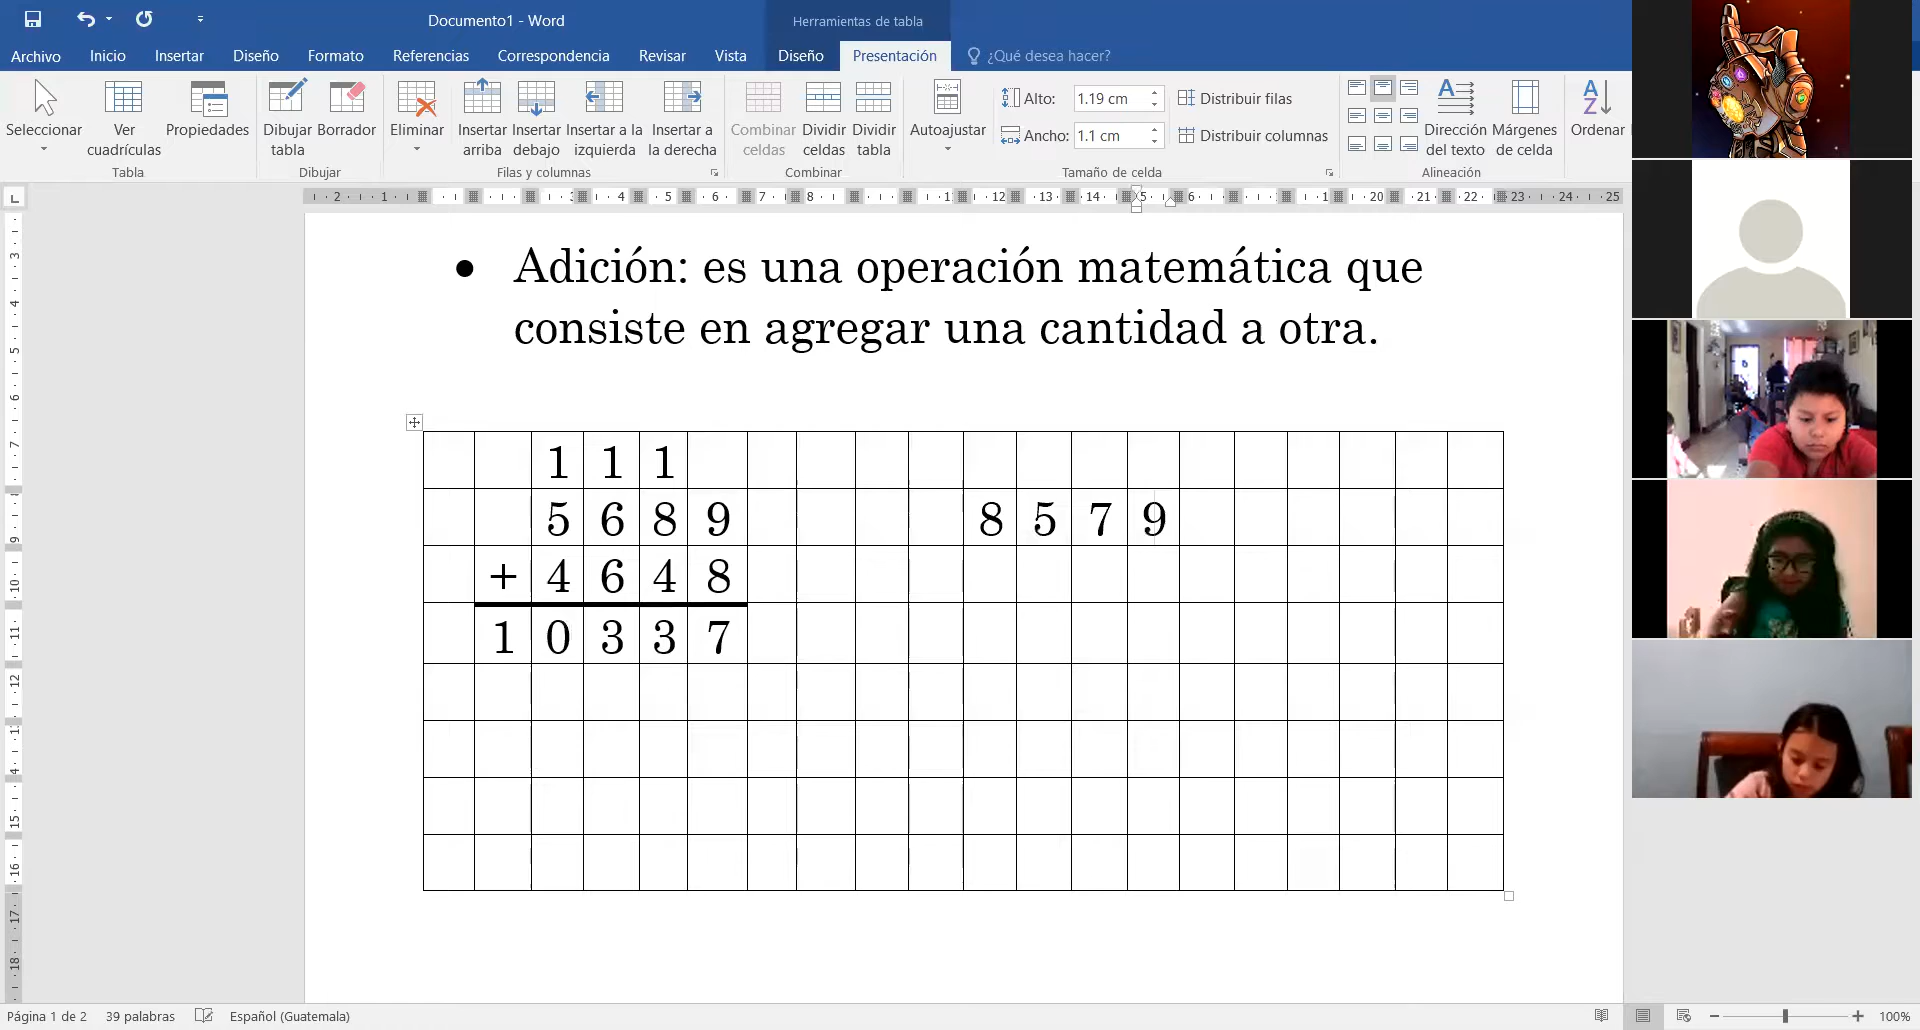 Documento1 - Word
Herramientas de tabla
Archivo Inicio Insertar Diseño Formato Referencias Correspondencia Revisar Vista Diseño Presentación ¿Qué desea hacer?
Seleccionar
Ver cuadrículas
Propiedades
Tabla
Dibujar tabla
Borrador
Dibujar
Eliminar
Insertar arriba
Insertar debajo
Insertar a la izquierda
Insertar a la derecha
Filas y columnas
Combinar celdas
Dividir celdas
Dividir tabla
Combinar
Autoajustar
Alto: 1.19 cm
Ancho: 1.1 cm
Distribuir filas
Distribuir columnas
Tamaño de celda
Dirección del texto
Márgenes de celda
Alineación
Ordenar
• Adición: es una operación matemática que
consiste en agregar una cantidad a otra.
1 1 1
5 6 8 9 8 5 7 9
+ 4 6 4 8
1 0 3 3 7
Página 1 de 2 39 palabras Español (Guatemala) 100%